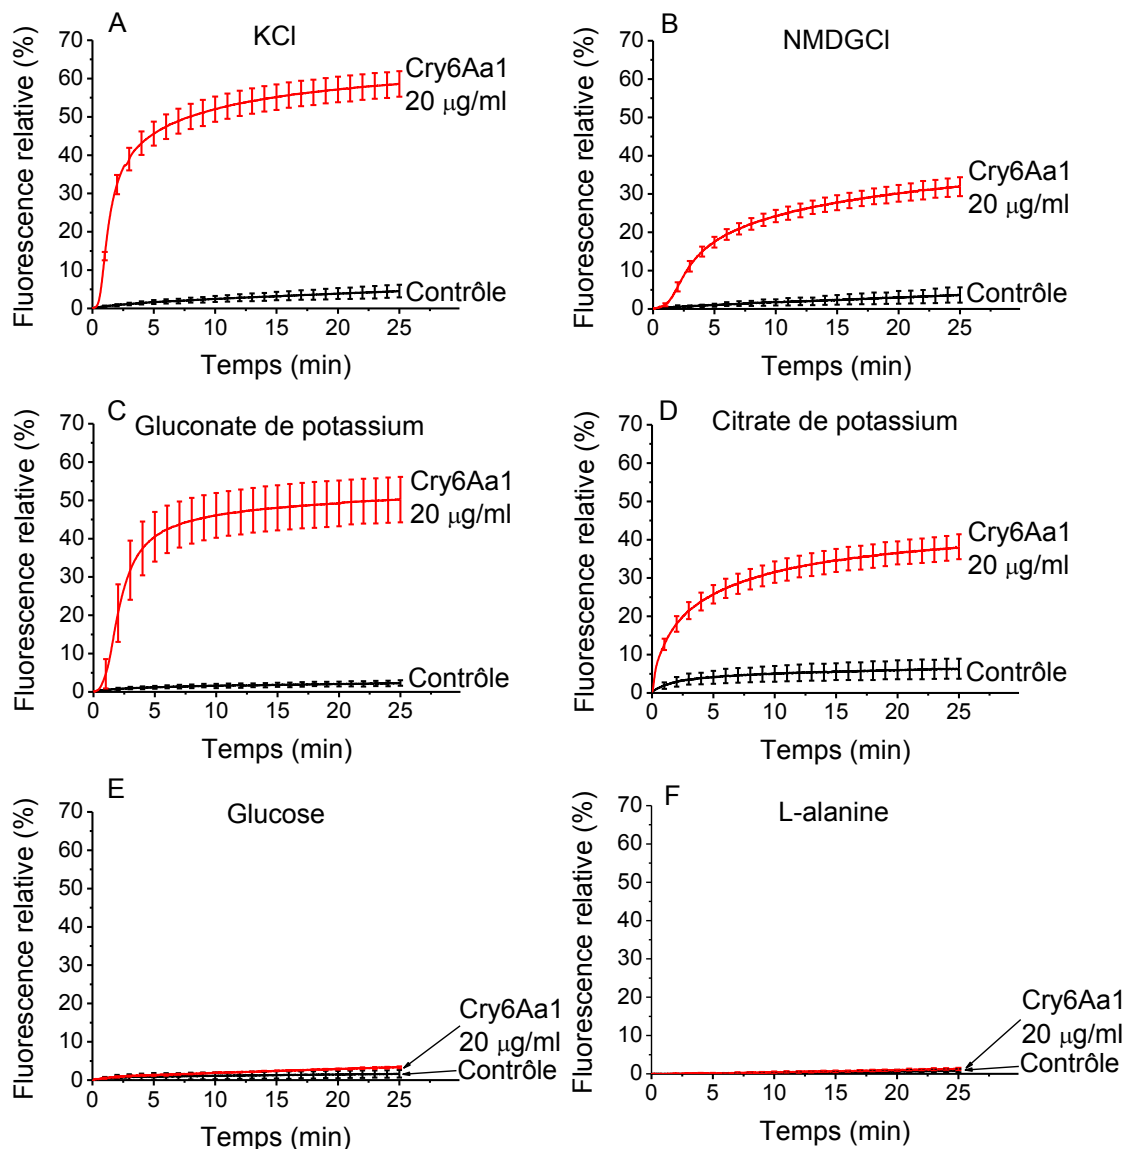 A
KCl
Fluorescence relative (%)
70
60
50
40
30
20
10
0
Cry6Aa1
20 µg/ml
Contrôle
0 5 10 15 20 25
Temps (min)
B
NMDGCl
Fluorescence relative (%)
70
60
50
40
30
20
10
0
Cry6Aa1
20 µg/ml
Contrôle
0 5 10 15 20 25
Temps (min)
C
Gluconate de potassium
Fluorescence relative (%)
70
60
50
40
30
20
10
0
Cry6Aa1
20 µg/ml
Contrôle
0 5 10 15 20 25
Temps (min)
D
Citrate de potassium
Fluorescence relative (%)
70
60
50
40
30
20
10
0
Cry6Aa1
20 µg/ml
Contrôle
0 5 10 15 20 25
Temps (min)
E
Glucose
Fluorescence relative (%)
70
60
50
40
30
20
10
0
Cry6Aa1
20 µg/ml
Contrôle
0 5 10 15 20 25
Temps (min)
F
L-alanine
Fluorescence relative (%)
70
60
50
40
30
20
10
0
Cry6Aa1
20 µg/ml
Contrôle
0 5 10 15 20 25
Temps (min)